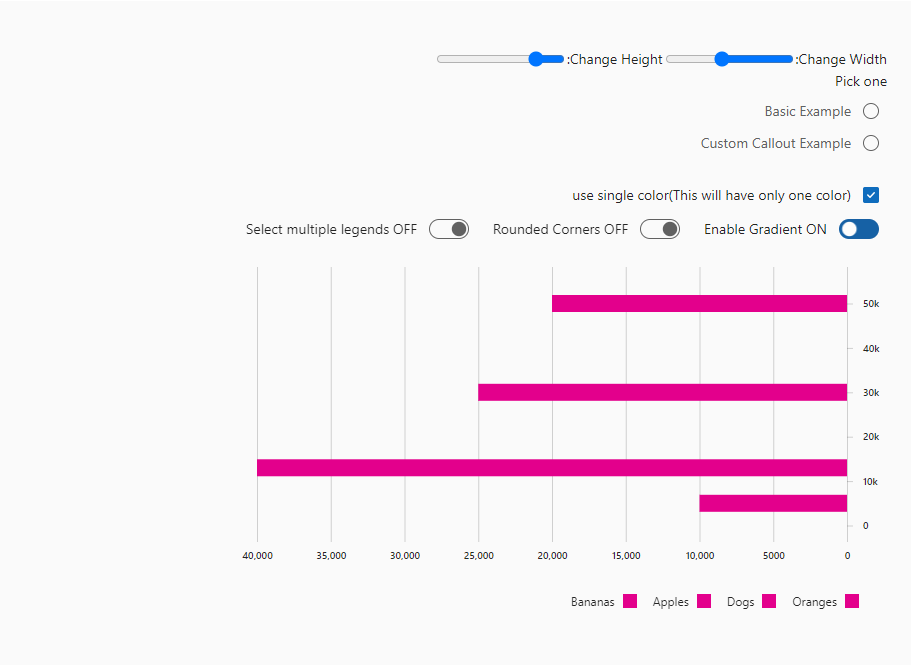 :Change Height :Change Width
Pick one
Basic Example
Custom Callout Example
use single color(This will have only one color)
Select multiple legends OFF Rounded Corners OFF Enable Gradient ON
50k
40k
30k
20k
10k
0
40,000 35,000 30,000 25,000 20,000 15,000 10,000 5000 0
Bananas Apples Dogs Oranges